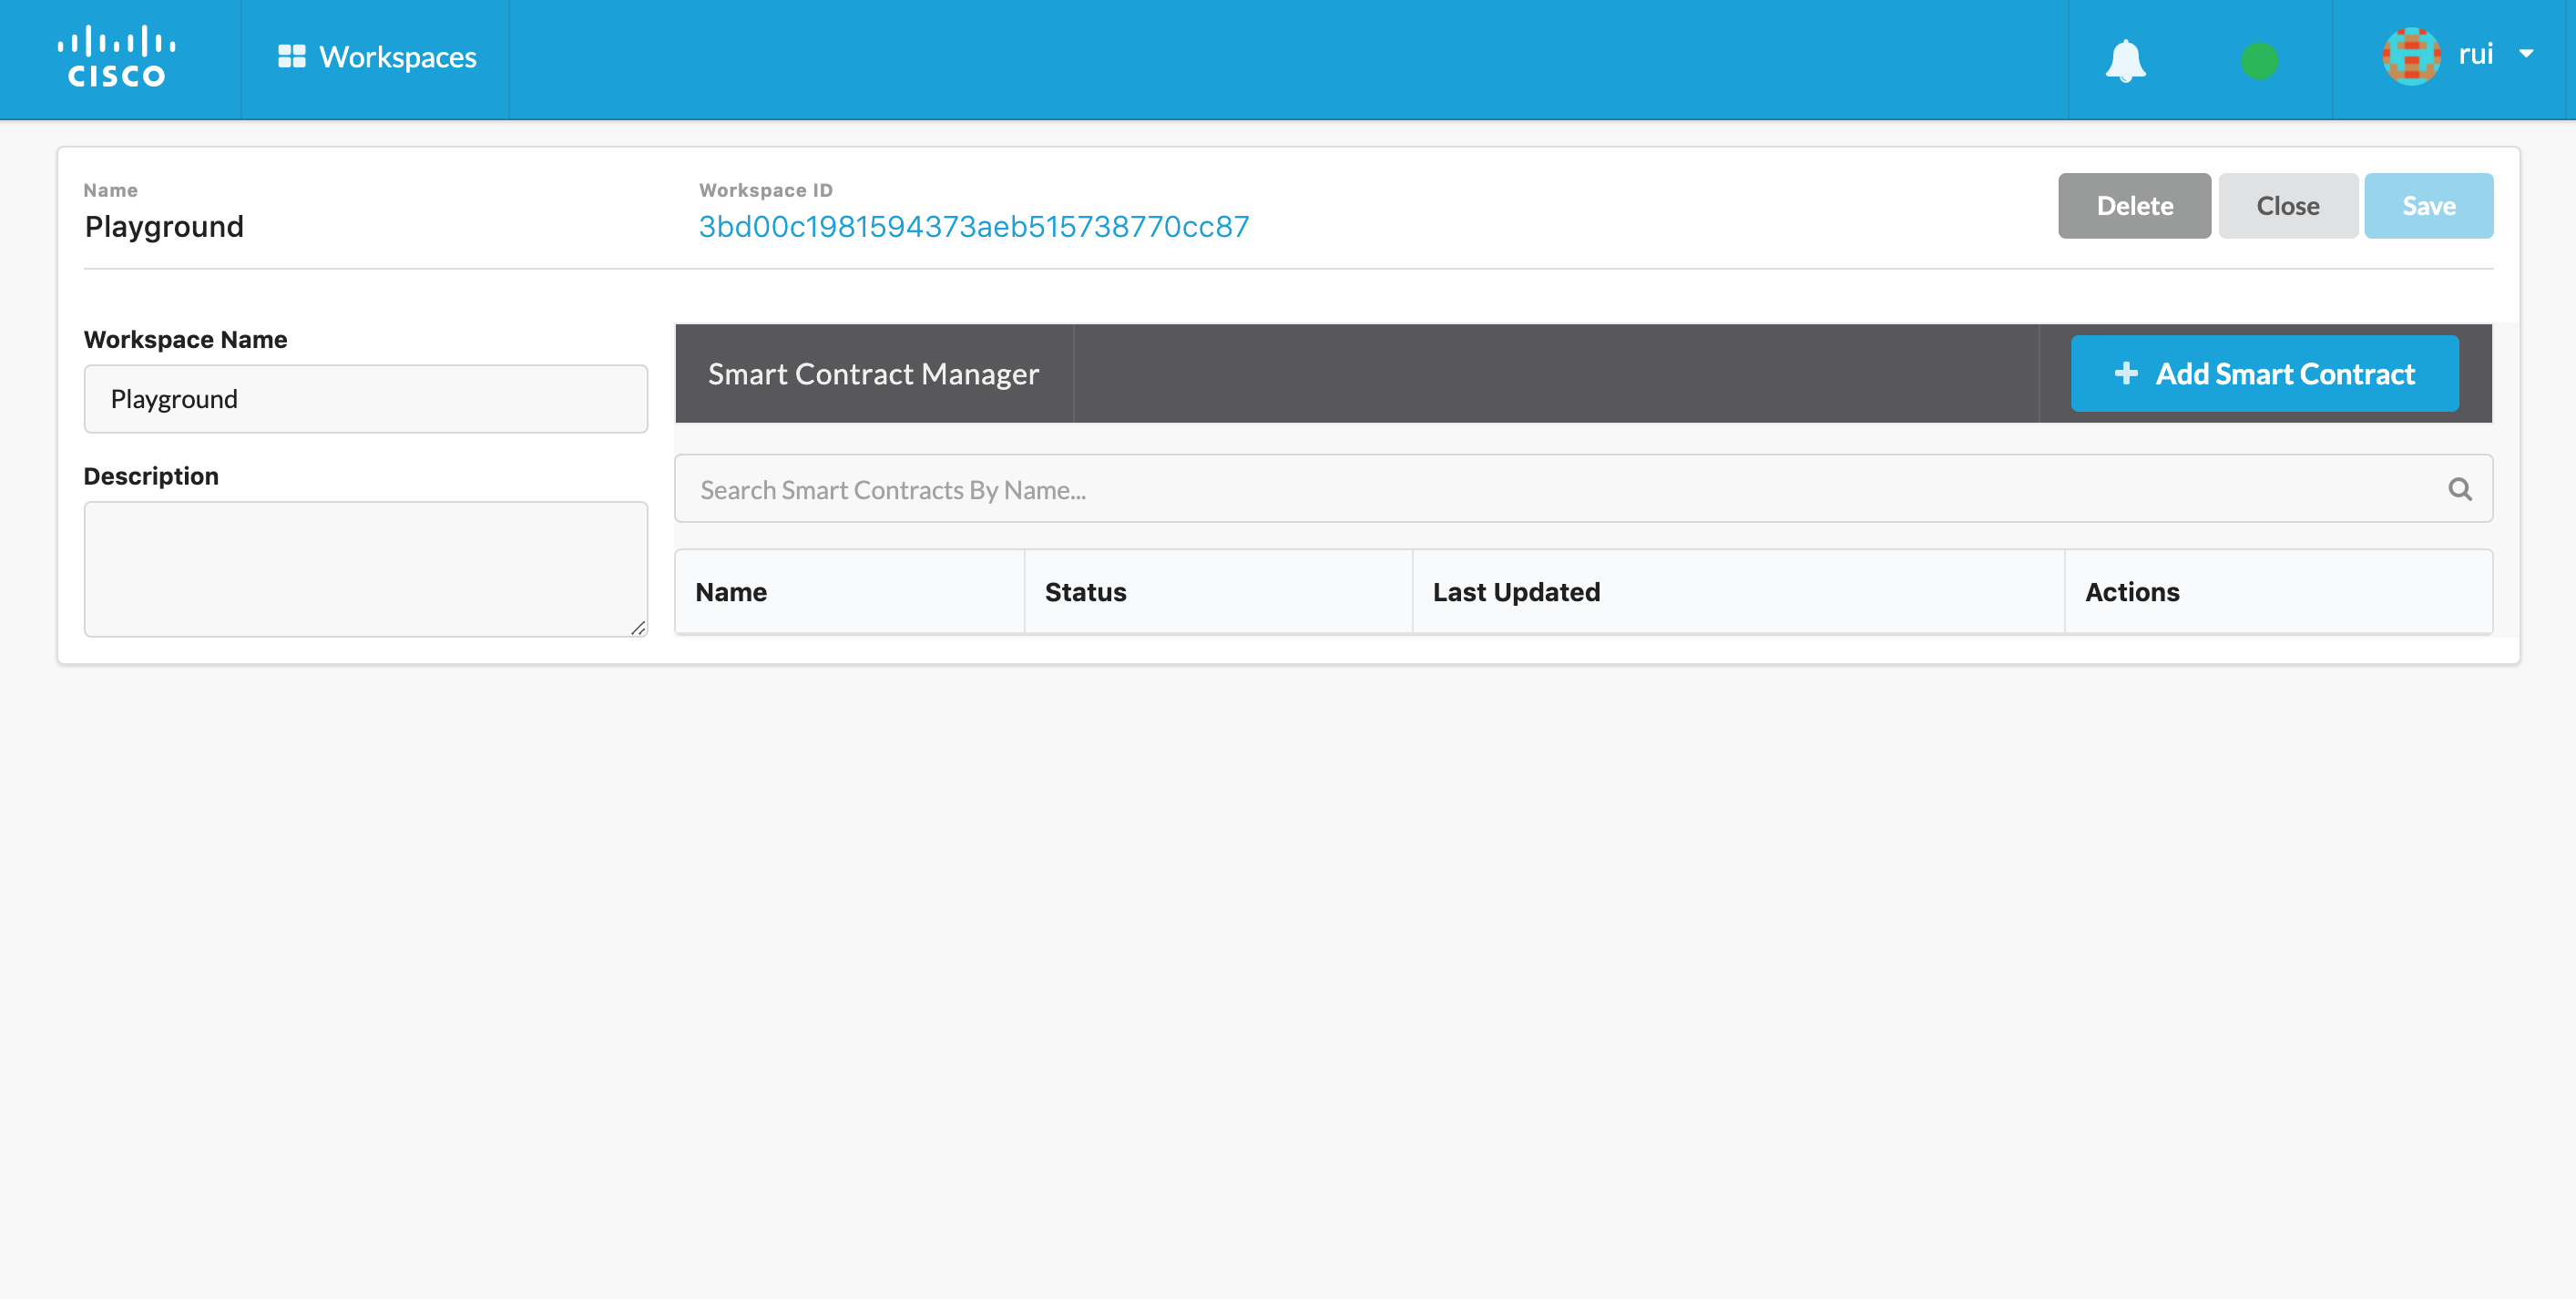 CISCO
Workspaces
rui
Name
Playground
Workspace ID
3bd00c1981594373aeb515738770cc87
Delete
Close
Save
Workspace Name
Playground
Description
Smart Contract Manager
Add Smart Contract
Search Smart Contracts By Name...
Name
Status
Last Updated
Actions